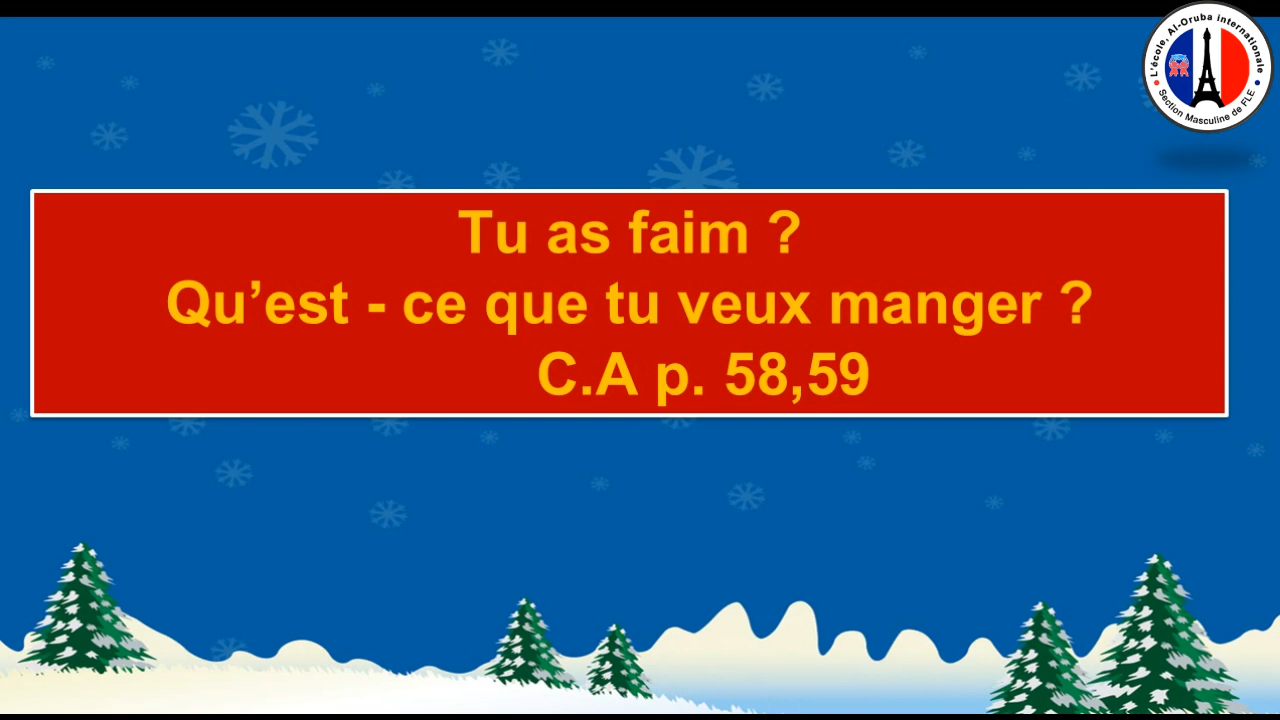 L'école, Al-Oruba internationale
Section Masculine de FLE
Tu as faim ?
Qu’est - ce que tu veux manger ?
C.A p. 58,59